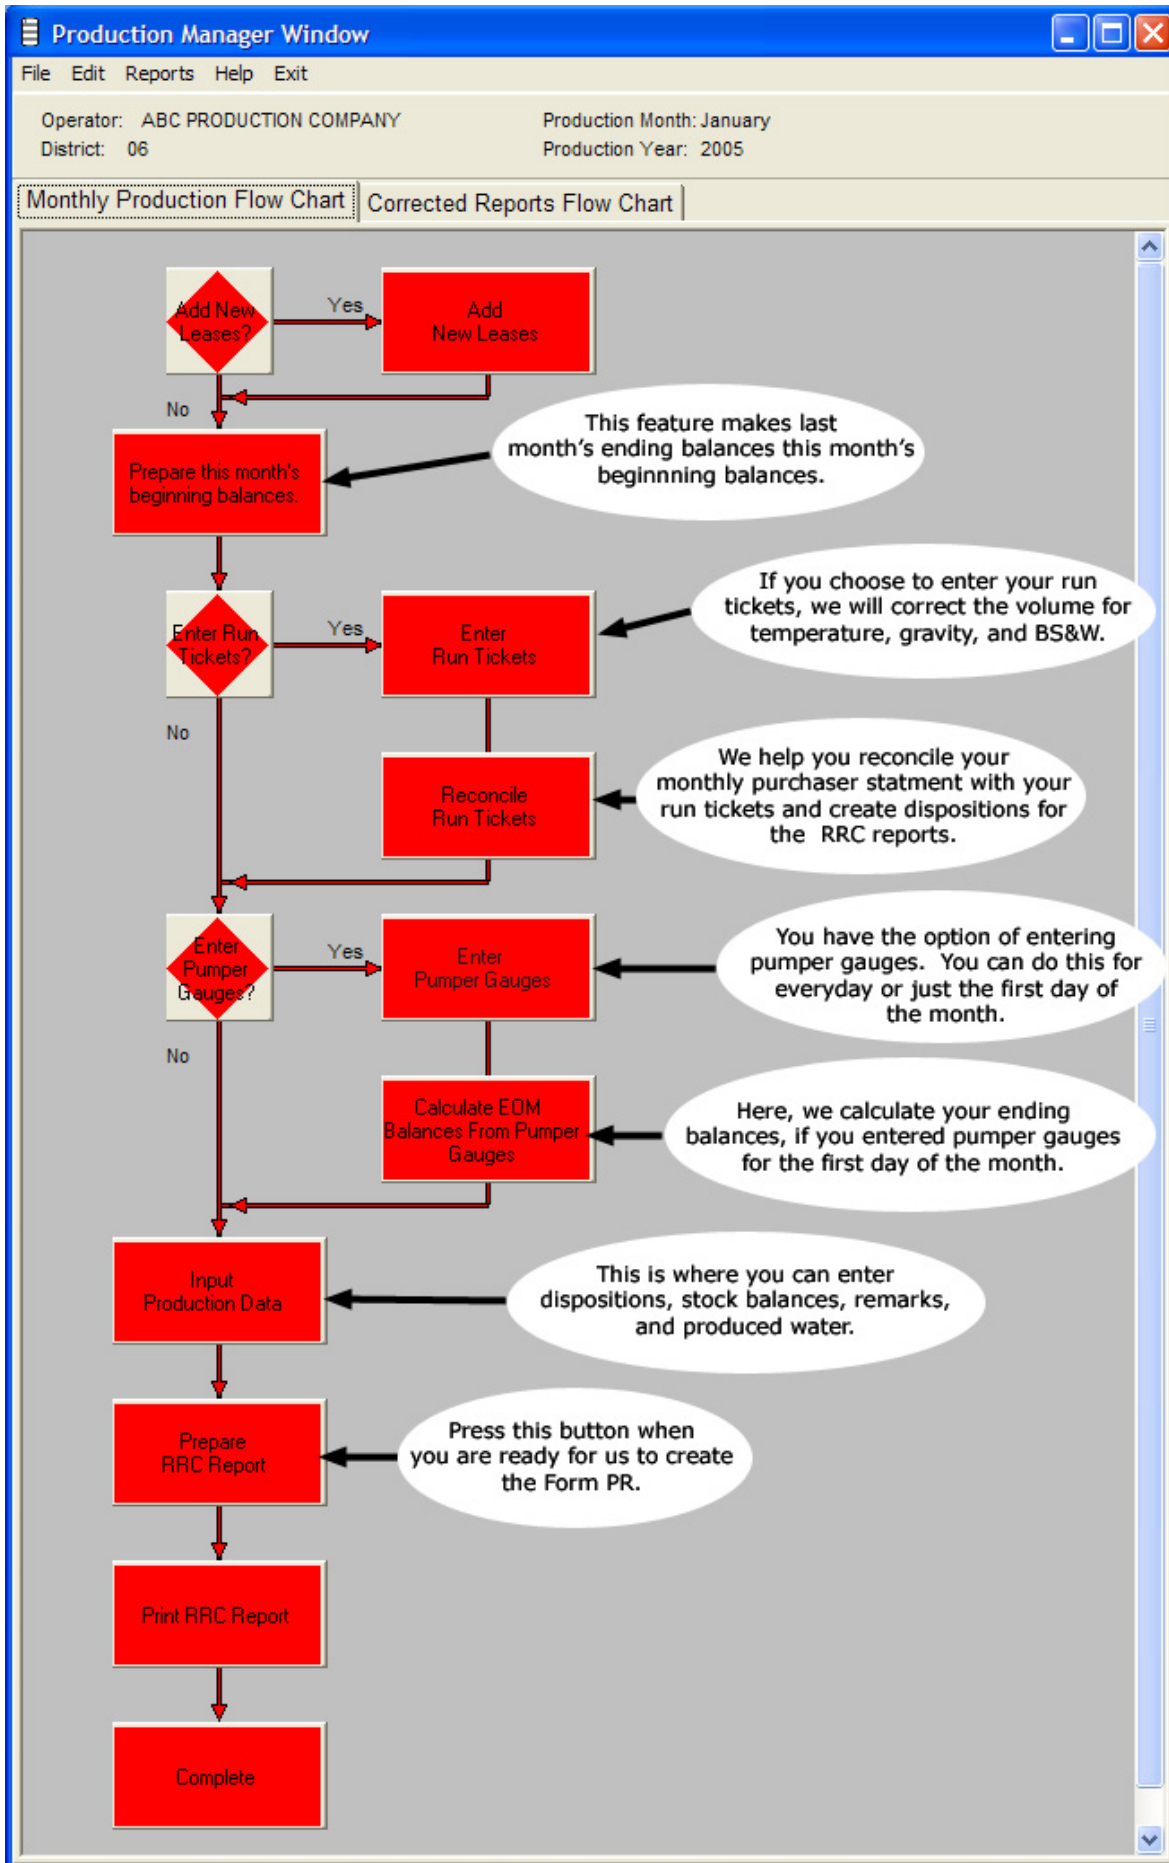 Production Manager Window
File Edit Reports Help Exit
Operator: ABC PRODUCTION COMPANY
Production Month: January
District: 06
Production Year: 2005
Monthly Production Flow Chart
Corrected Reports Flow Chart
Add New
Leases?
Yes
Add
New Leases
No
This feature makes last
month's ending balances this month's
beginnning balances.
Prepare this month's
beginning balances.
If you choose to enter your run
tickets, we will correct the volume for
temperature, gravity, and BS&W.
Enter Run
Tickets?
Yes
Enter
Run Tickets
No
We help you reconcile your
monthly purchaser statment with your
run tickets and create dispositions for
the RRC reports.
Reconcile
Run Tickets
Enter
Pumper
Gauges?
Yes
Enter
Pumper Gauges
You have the option of entering
pumper gauges. You can do this for
everyday or just the first day of
the month.
No
Calculate EOM
Balances From Pumper
Gauges
Here, we calculate your ending
balances, if you entered pumper gauges
for the first day of the month.
Input
Production Data
This is where you can enter
dispositions, stock balances, remarks,
and produced water.
Prepare
RRC Report
Press this button when
you are ready for us to create
the Form PR.
Print RRC Report
Complete